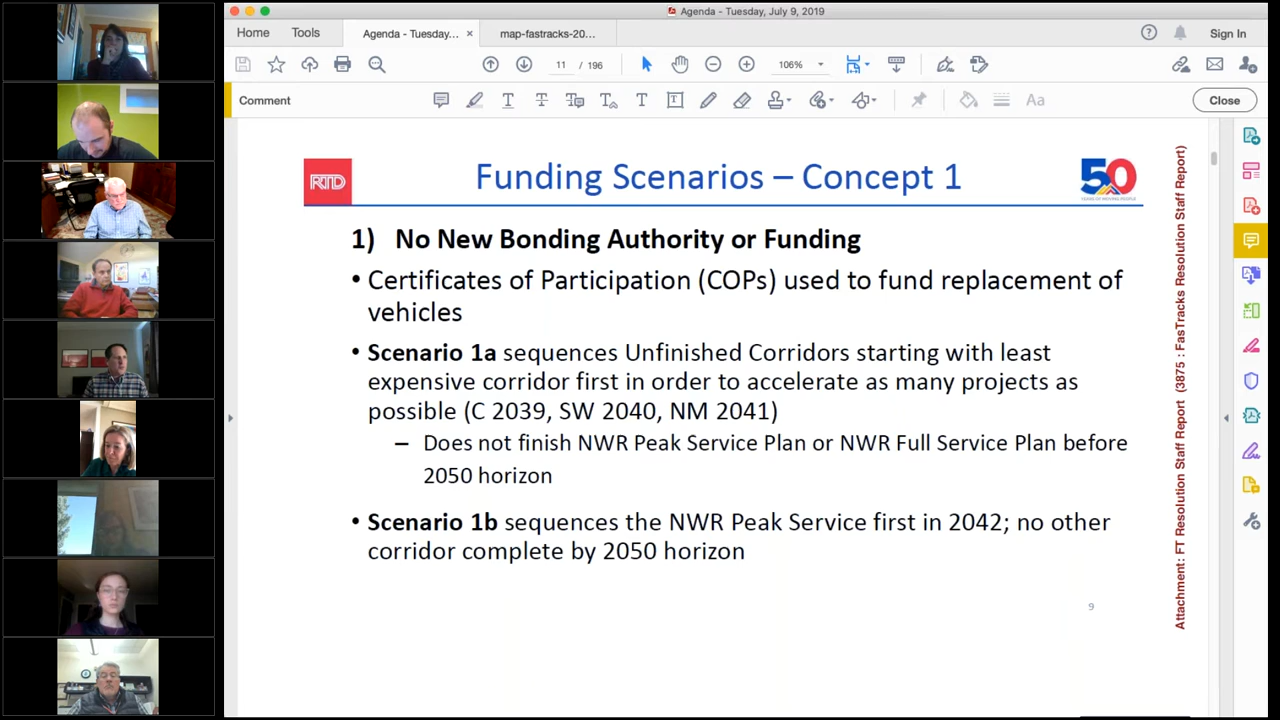 Agenda - Tuesday, July 9, 2019
Home
Tools
Agenda - Tuesday...
map-fastracks-20...
Sign In
11 / 196
106%
Comment
Aa
Close
RTD
Funding Scenarios – Concept 1
50
YEARS OF MOVING PEOPLE
1) No New Bonding Authority or Funding
• Certificates of Participation (COPs) used to fund replacement of
vehicles
• Scenario 1a sequences Unfinished Corridors starting with least
expensive corridor first in order to accelerate as many projects as
possible (C 2039, SW 2040, NM 2041)
– Does not finish NWR Peak Service Plan or NWR Full Service Plan before
2050 horizon
• Scenario 1b sequences the NWR Peak Service first in 2042; no other
corridor complete by 2050 horizon
9
Attachment: FT Resolution Staff Report (3875 : FasTracks Resolution Staff Report)